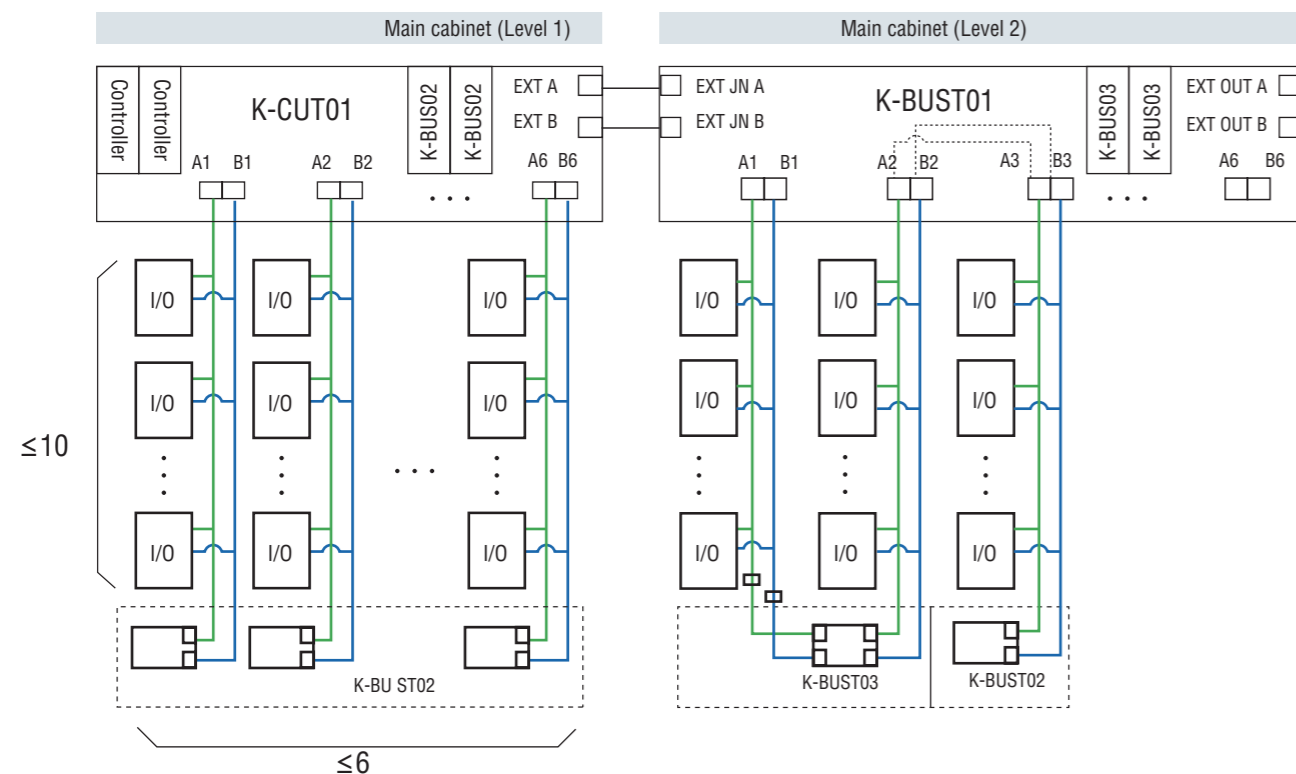 Main cabinet (Level 1)
Main cabinet (Level 2)
Controller
Controller
K-CUT01
K-BUS02
K-BUS02
EXT A
EXT B
EXT JN A
EXT JN B
K-BUST01
K-BUS03
K-BUS03
EXT OUT A
EXT OUT B
A1 B1
A2 B2
A6 B6
A1 B1
A2 B2
A3 B3
A6 B6
. . .
. . .
I/O I/O I/O I/O I/O I/O
I/O I/O I/O I/O I/O I/O
≤10
. . .
I/O I/O I/O I/O I/O I/O
K-BU ST02
K-BUST03
K-BUST02
≤6